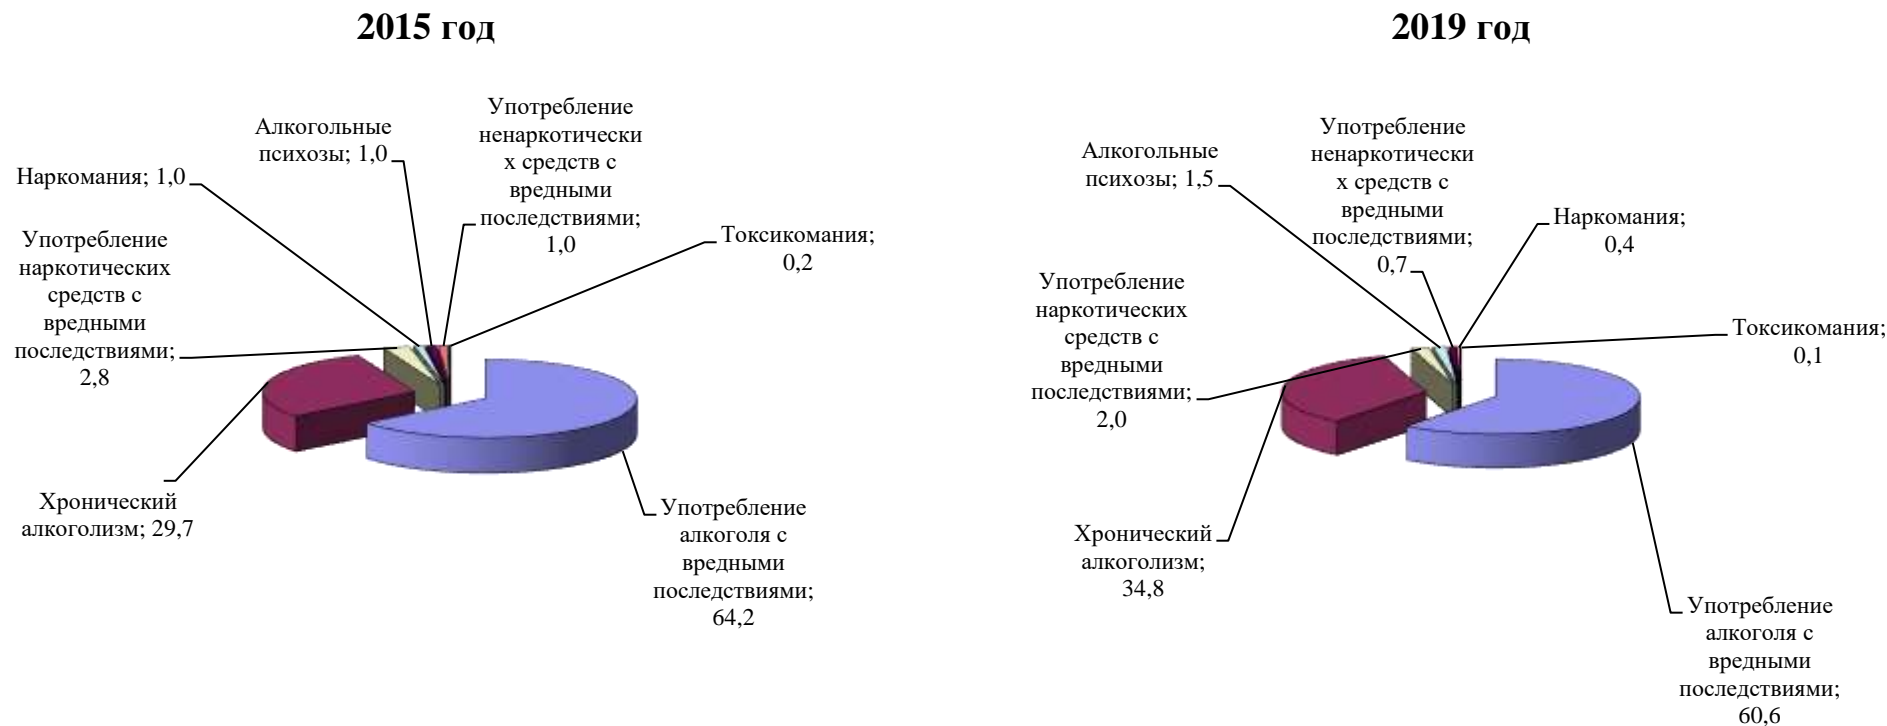 2015 год
Употребление
ненаркотически
х средств с
вредными
последствиями;
1,0
Алкогольные
психозы; 1,0
Наркомания; 1,0
Употребление
наркотических
средств с
вредными
последствиями;
2,8
Токсикомания;
0,2
Хронический
алкоголизм; 29,7
Употребление
алкоголя с
вредными
последствиями;
64,2
2019 год
Употребление
ненаркотически
х средств с
вредными
последствиями;
0,7
Алкогольные
психозы; 1,5
Наркомания;
0,4
Употребление
наркотических
средств с
вредными
последствиями;
2,0
Токсикомания;
0,1
Хронический
алкоголизм;
34,8
Употребление
алкоголя с
вредными
последствиями;
60,6